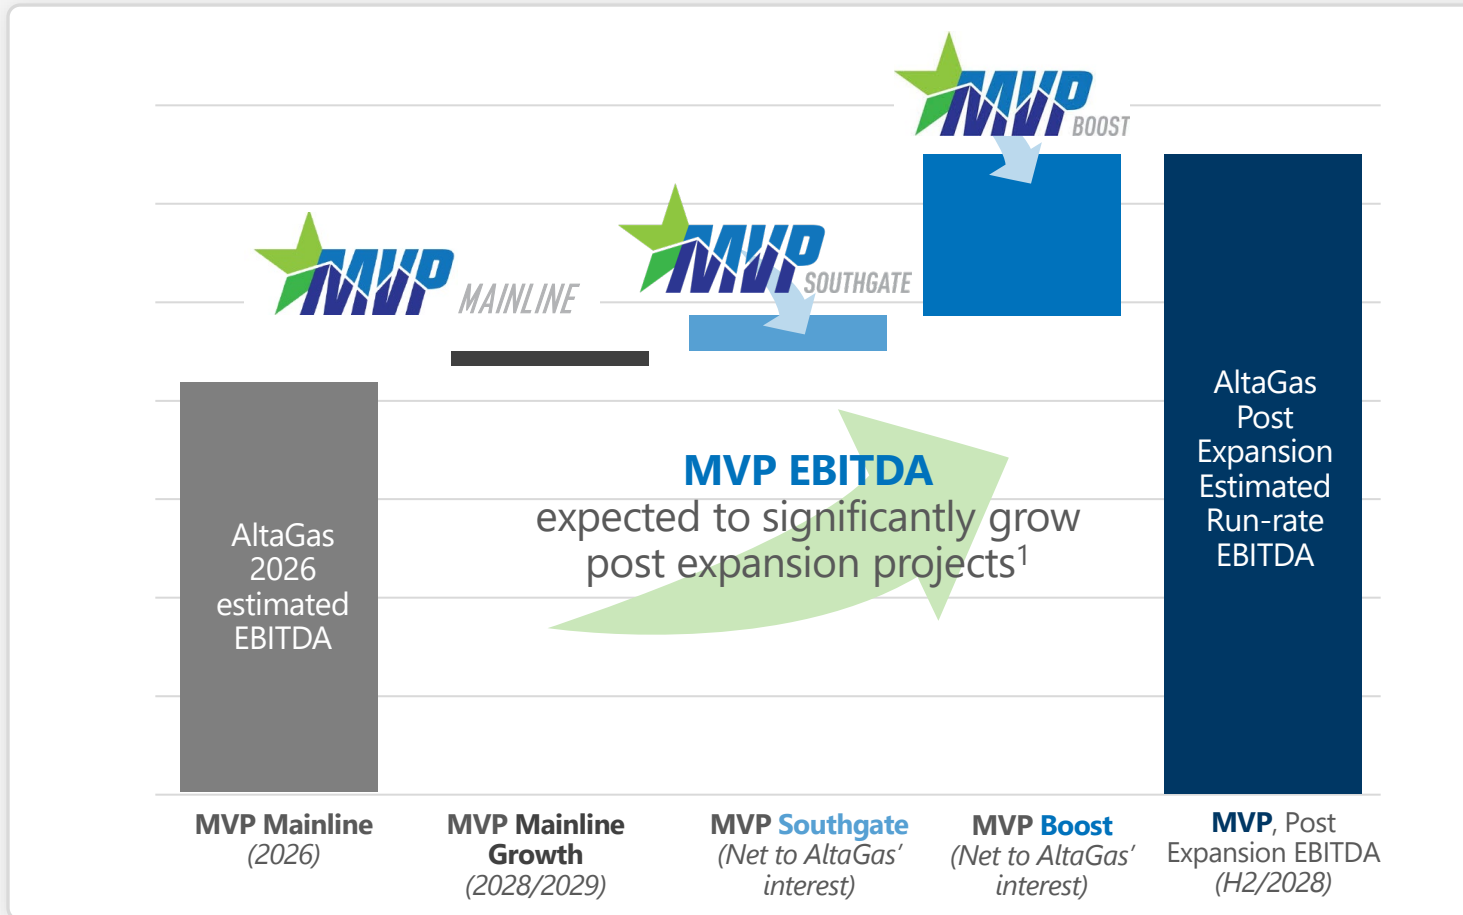 MVP BOOST
MVP MAINLINE
MVP SOUTHGATE
AltaGas
2026
estimated
EBITDA
MVP EBITDA
expected to significantly grow
post expansion projects¹
AltaGas
Post
Expansion
Estimated
Run-rate
EBITDA
MVP Mainline
(2026)
MVP Mainline
Growth
(2028/2029)
MVP Southgate
(Net to AltaGas'
interest)
MVP Boost
(Net to AltaGas'
interest)
MVP, Post
Expansion EBITDA
(H2/2028)